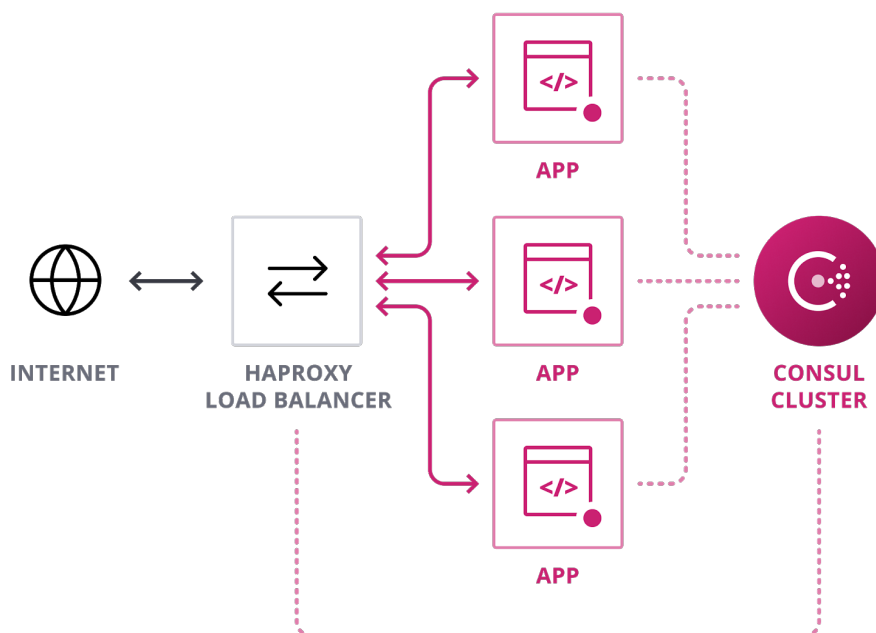 </>
APP
</>
INTERNET
HAPROXY
LOAD BALANCER
APP
CONSUL
CLUSTER
</>
APP